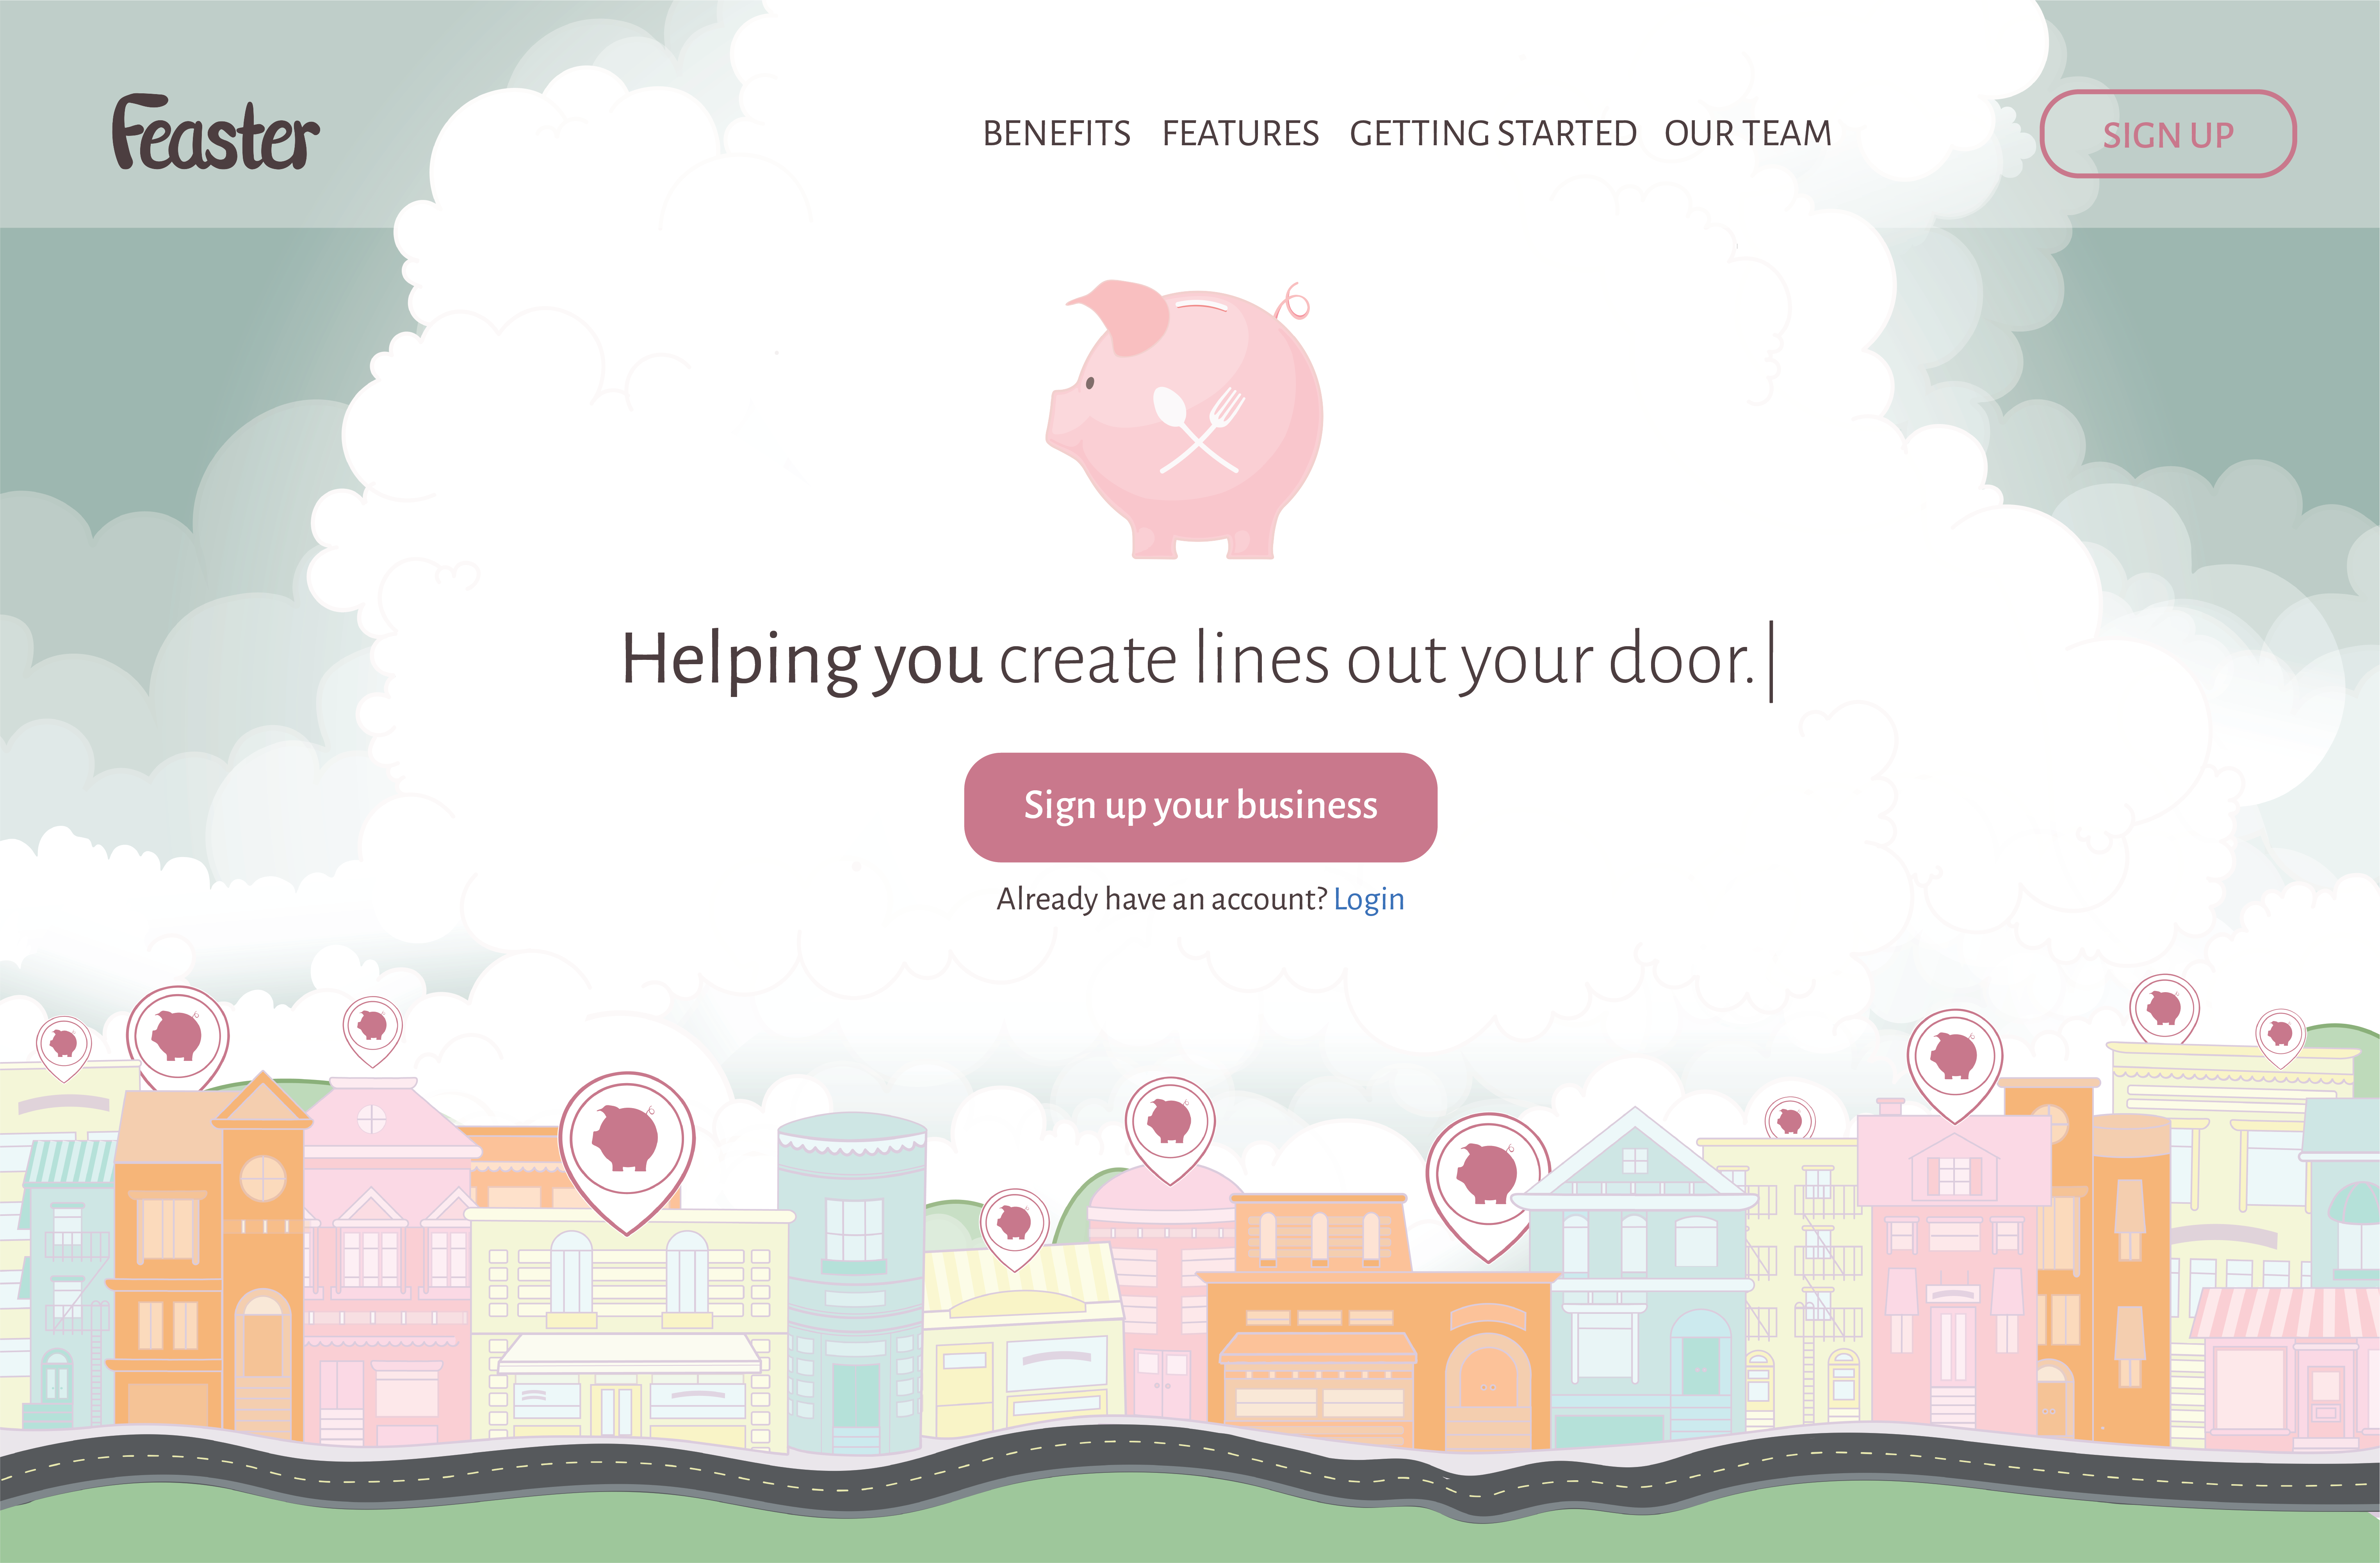 Feaster
BENEFITS FEATURES GETTING STARTED OUR TEAM
SIGN UP
Helping you create lines out your door.|
Sign up your business
Already have an account? Login